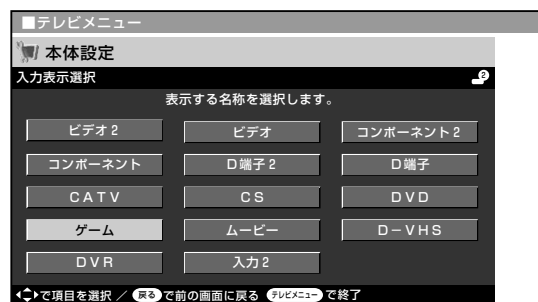 ■テレビメニュー
本体設定
入力表示選択 2
表示する名称を選択します。
ビデオ2 ビデオ コンポーネント2
コンポーネント D端子2 D端子
CATV CS DVD
ゲーム ムービー D－VHS
DVR 入力2
で項目を選択 ／ 戻る で前の画面に戻る テレビメニュー で終了